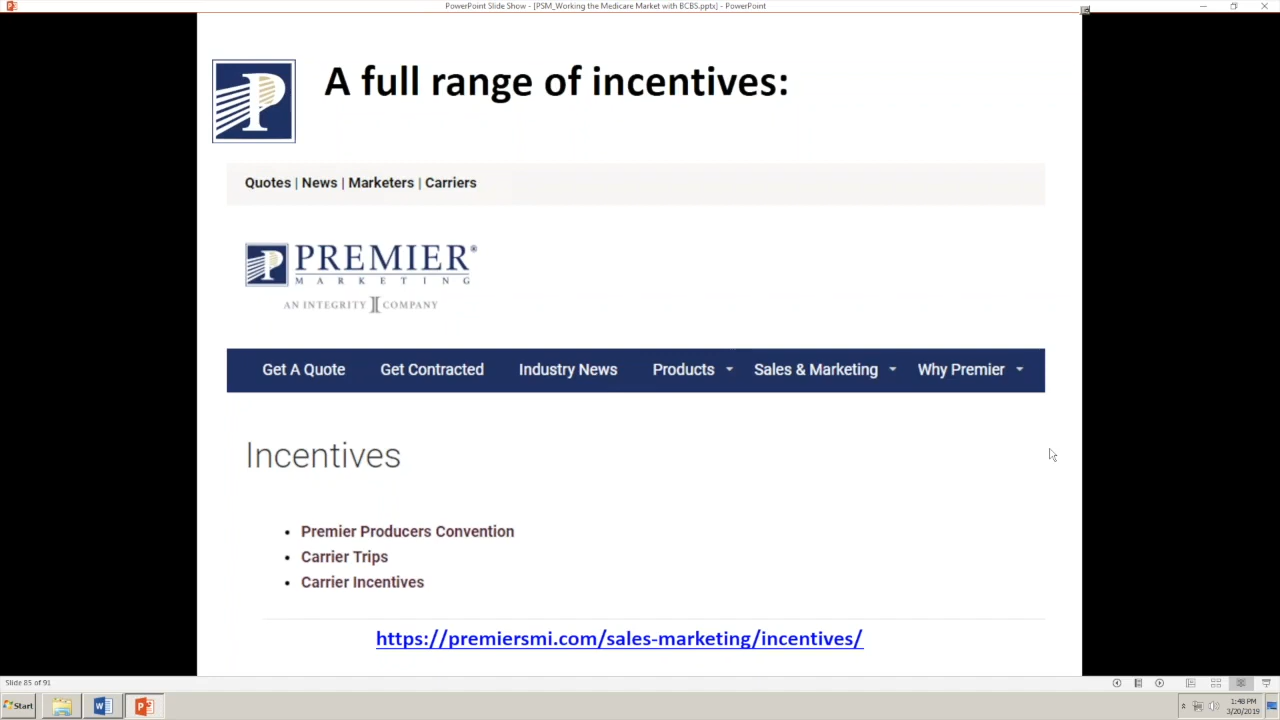 PowerPoint Slide Show - [PSM_Working the Medicare Market with BCBS.pptx] - PowerPoint
A full range of incentives:
Quotes | News | Marketers | Carriers
P PREMIER®
MARKETING
AN INTEGRITY COMPANY
Get A Quote Get Contracted Industry News Products Sales & Marketing Why Premier
Incentives
• Premier Producers Convention
• Carrier Trips
• Carrier Incentives
https://premiersmi.com/sales-marketing/incentives/
Slide 85 of 91
Start
1:48 PM
3/20/2019